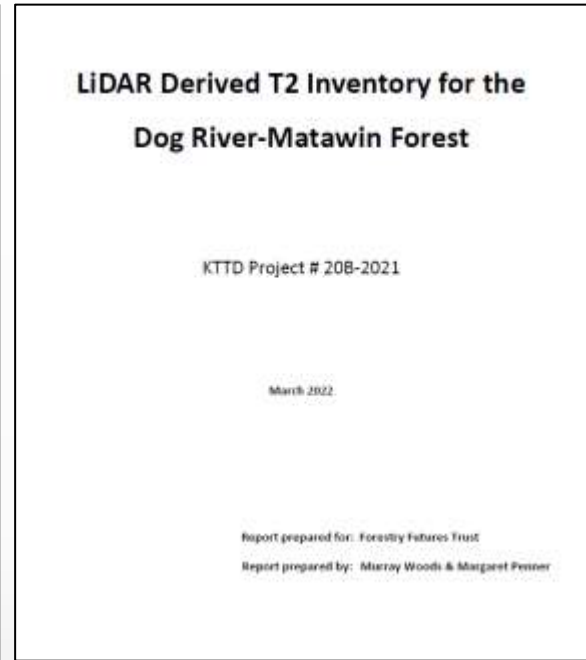 LiDAR Derived T2 Inventory for the
Dog River-Matawin Forest
KTTD Project # 20B-2021
March 2022
Report prepared for: Forestry Futures Trust
Report prepared by: Murray Woods & Margaret Penner